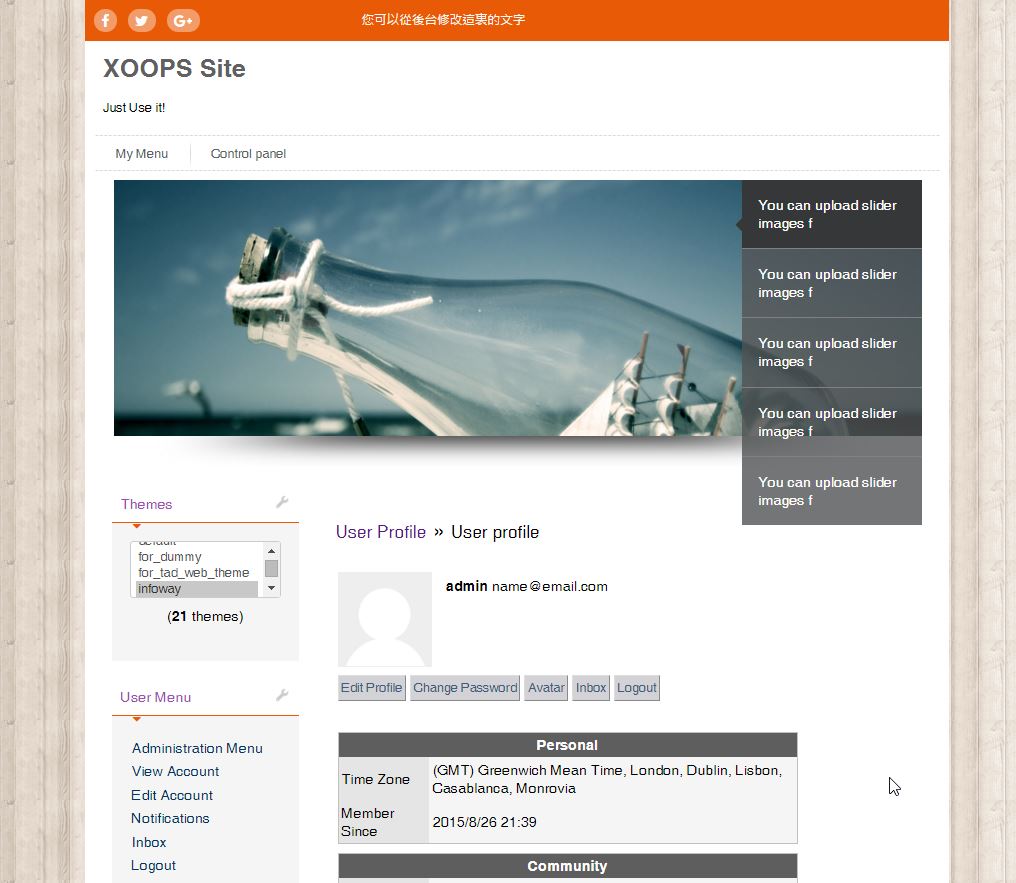 您可以從後台修改這裏的文字
XOOPS Site
Just Use it!
My Menu
Control panel
You can upload slider
images f
You can upload slider
images f
You can upload slider
images f
You can upload slider
images f
You can upload slider
images f
Themes
default
for_dummy
for_tad_web_theme
infoway
(21 themes)
User Menu
Administration Menu
View Account
Edit Account
Notifications
Inbox
Logout
User Profile » User profile
admin name@email.com
Edit Profile
Change Password
Avatar
Inbox
Logout
Personal
Time Zone
(GMT) Greenwich Mean Time, London, Dublin, Lisbon,
Casablanca, Monrovia
Member
Since
2015/8/26 21:39
Community